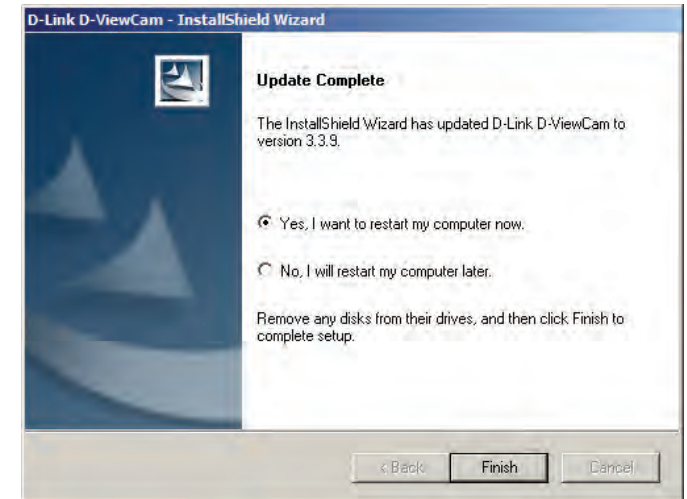 D-Link D-ViewCam - InstallShield Wizard
Update Complete
The InstallShield Wizard has updated D-Link D-ViewCam to
version 3.3.9.
Yes, I want to restart my computer now.
No, I will restart my computer later.
Remove any disks from their drives, and then click Finish to
complete setup.
< Back Finish Cancel